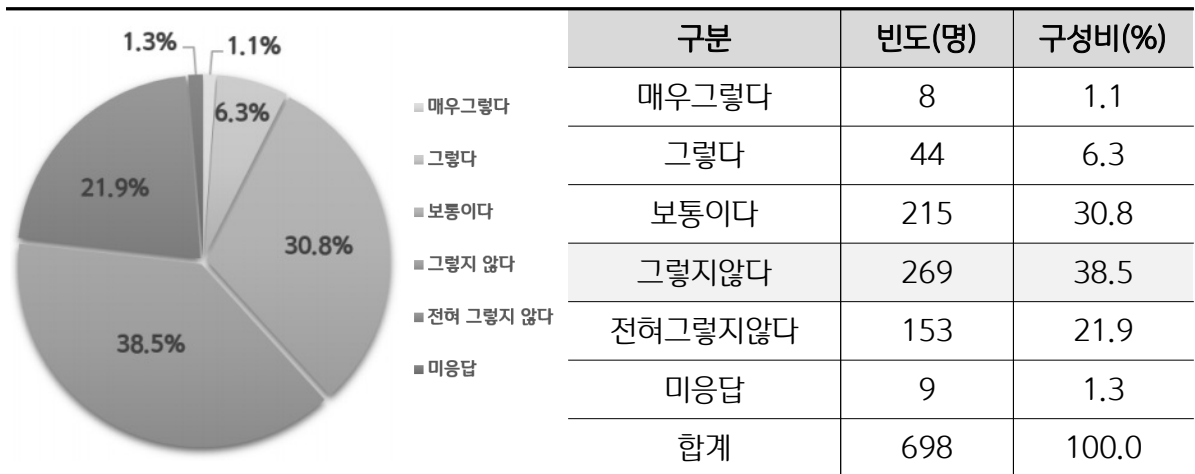 1.3%
1.1%
6.3%
30.8%
38.5%
21.9%
매우그렇다
그렇다
보통이다
그렇지 않다
전혀 그렇지 않다
미응답
구분 빈도(명) 구성비(%)
매우그렇다 8 1.1
그렇다 44 6.3
보통이다 215 30.8
그렇지않다 269 38.5
전혀그렇지않다 153 21.9
미응답 9 1.3
합계 698 100.0